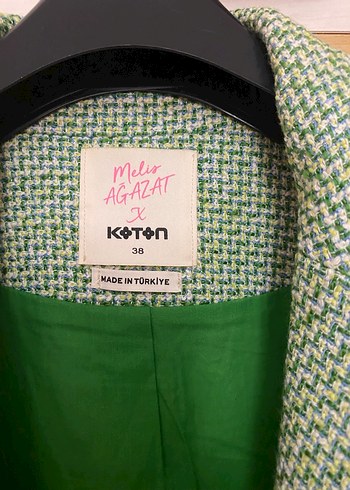 Melis
AĞAZAT
X
KOTON
38
MADE IN TÜRKİYE